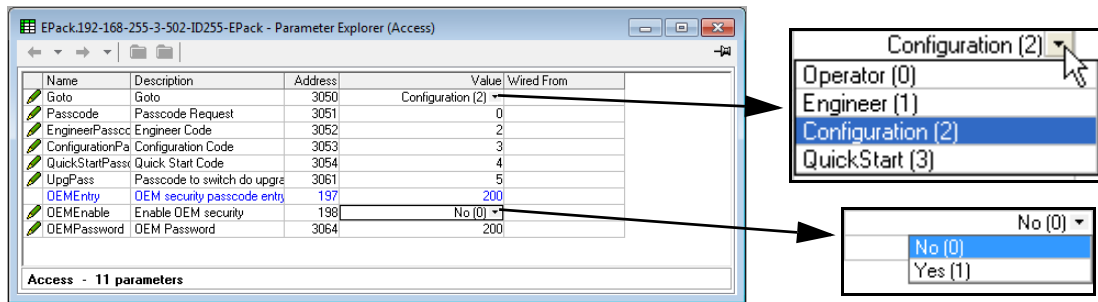 EPack.192-168-255-3-502-ID255-EPack - Parameter Explorer (Access)
Name Description Address Value Wired From
Goto Goto 3050 Configuration (2)
Passcode Passcode Request 3051 0
EngineerPassco Engineer Code 3052 2
ConfigurationPa Configuration Code 3053 3
QuickStartPassc Quick Start Code 3054 4
UpgPass Passcode to switch do upgra 3061 5
OEMEntry OEM security passcode entry 197 200
OEMEnable Enable OEM security 198 No (0)
OEMPassword OEM Password 3064 200
Access - 11 parameters
Configuration (2)
Operator (0)
Engineer (1)
Configuration (2)
QuickStart (3)
No (0)
No (0)
Yes (1)